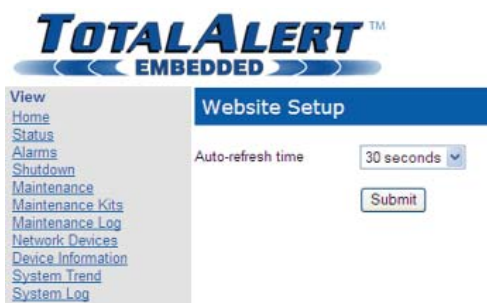 TOTALALERT™
EMBEDDED
View
Home
Status
Alarms
Shutdown
Maintenance
Maintenance Kits
Maintenance Log
Network Devices
Device Information
System Trend
System Log
Website Setup
Auto-refresh time
30 seconds
Submit